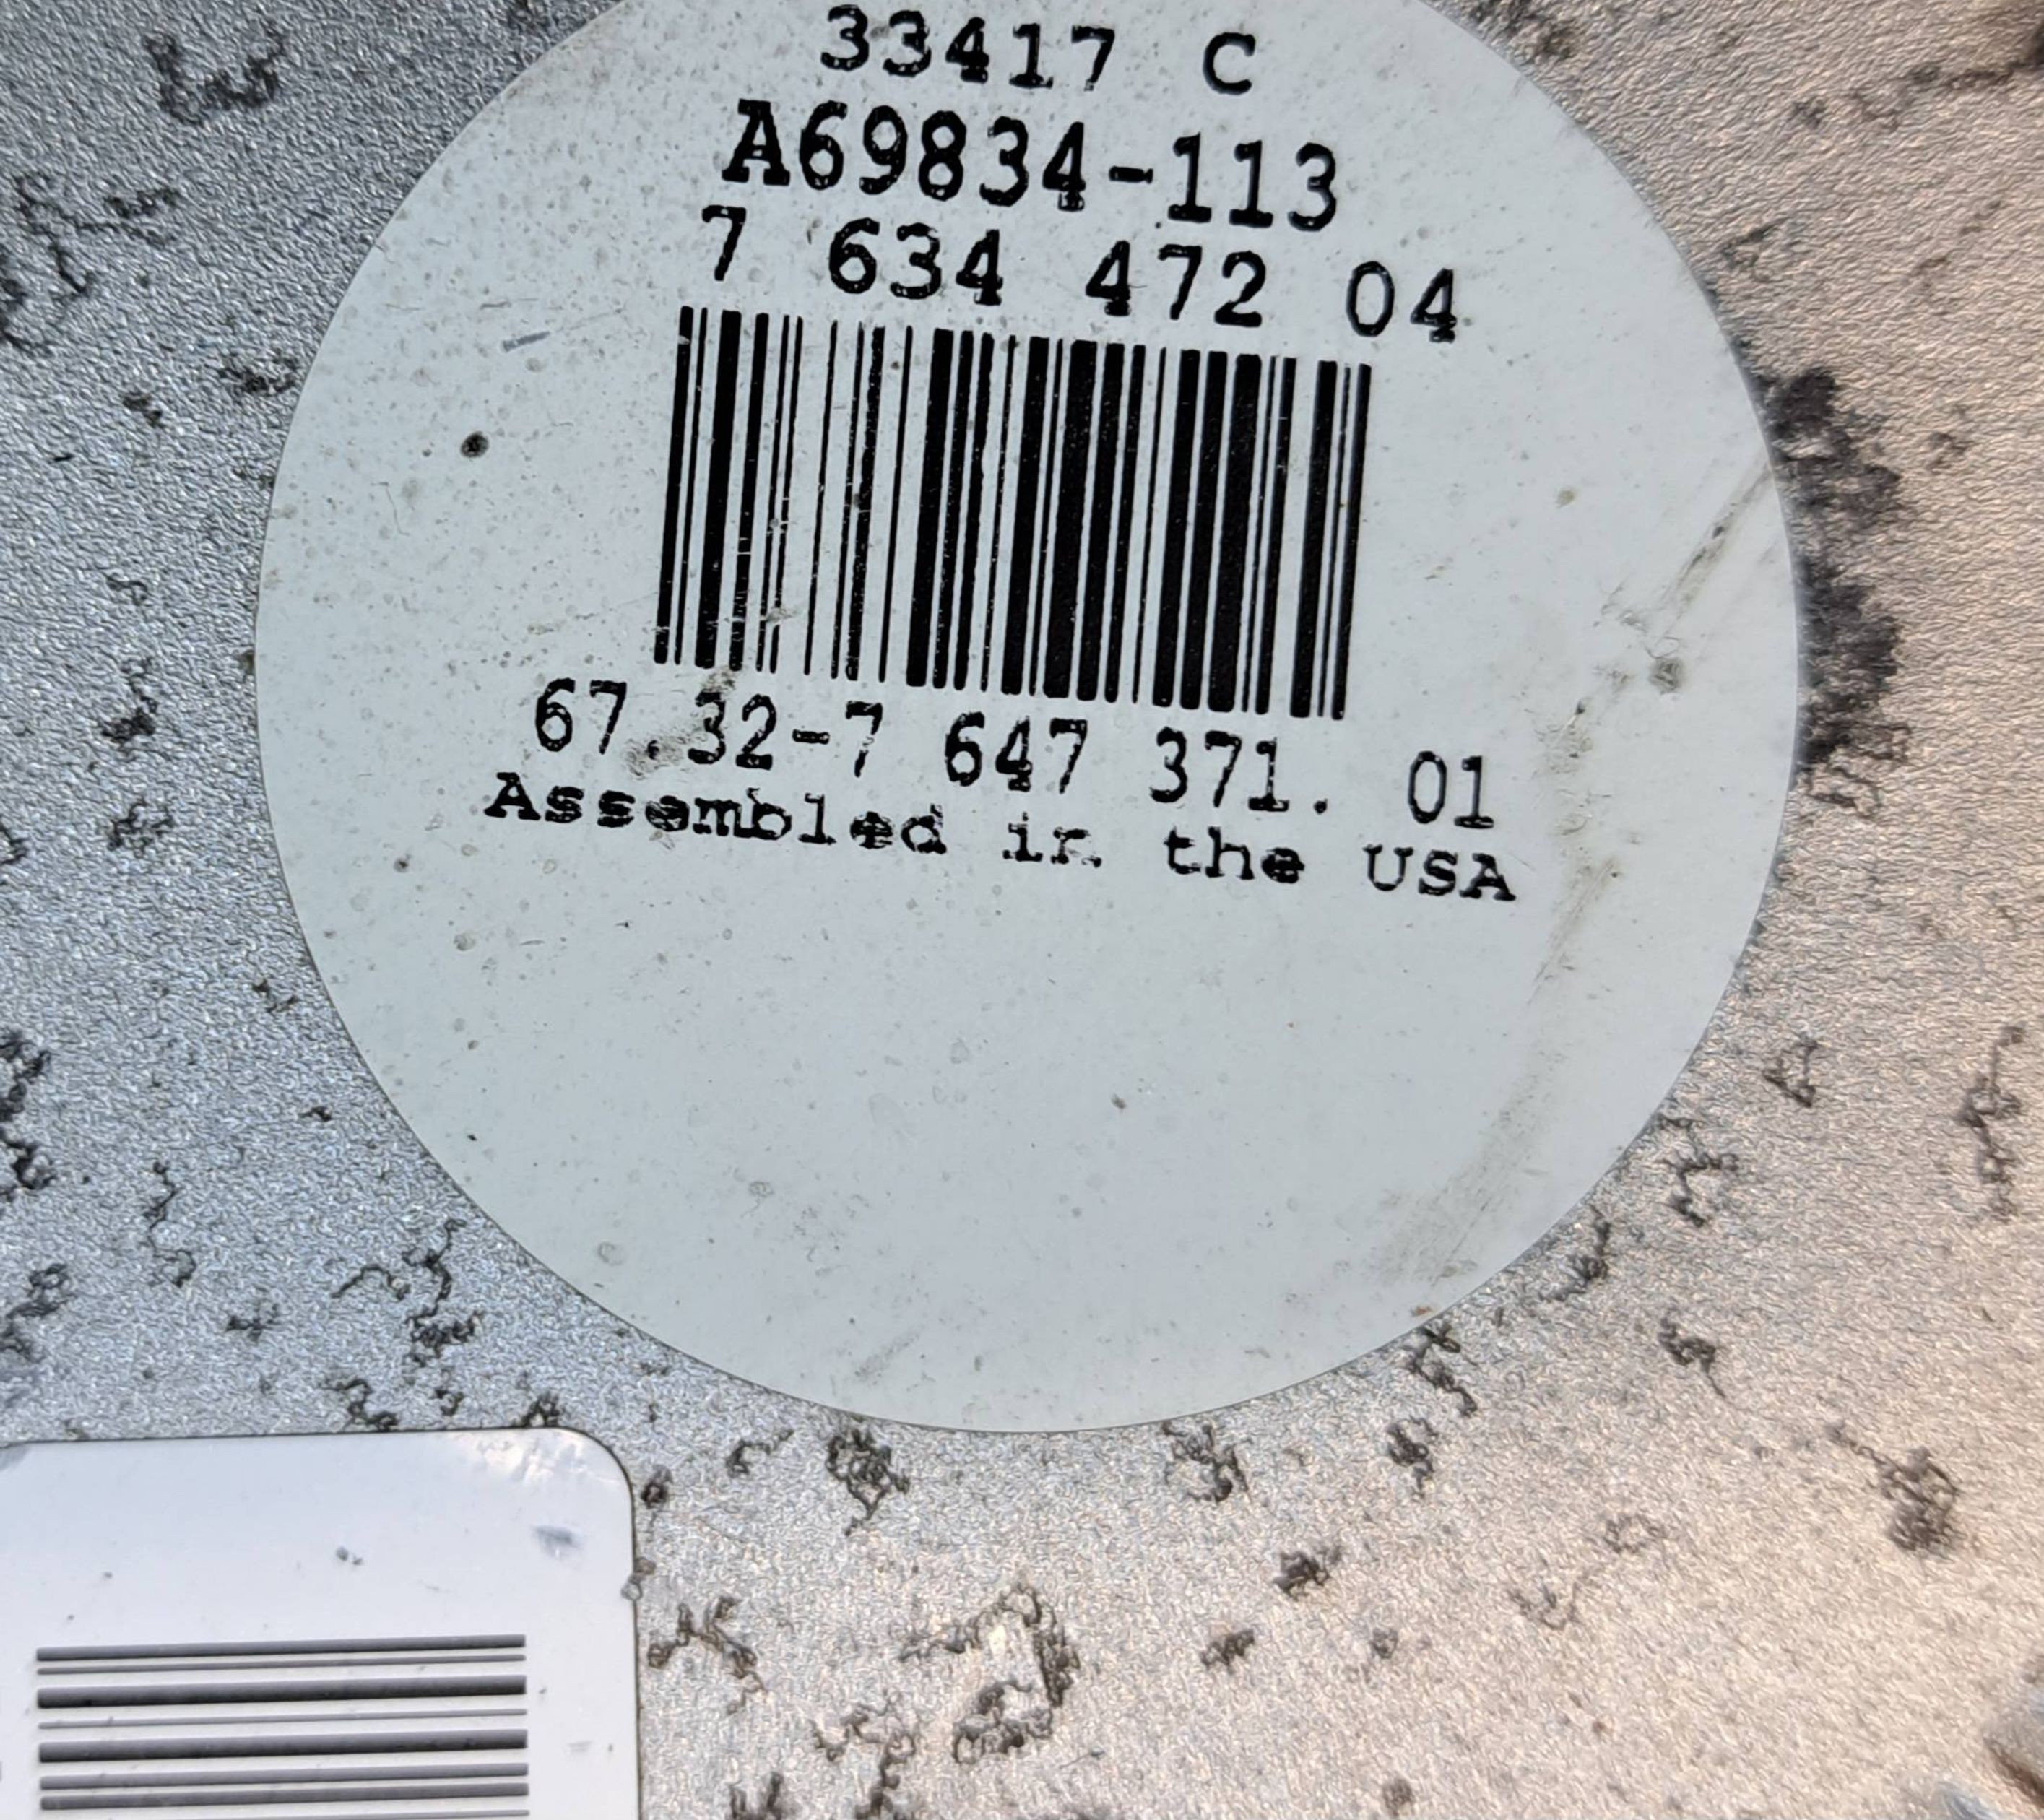 33417 C
A69834-113
7 634 472 04
67.32-7 647 371. 01
Assembled in the USA